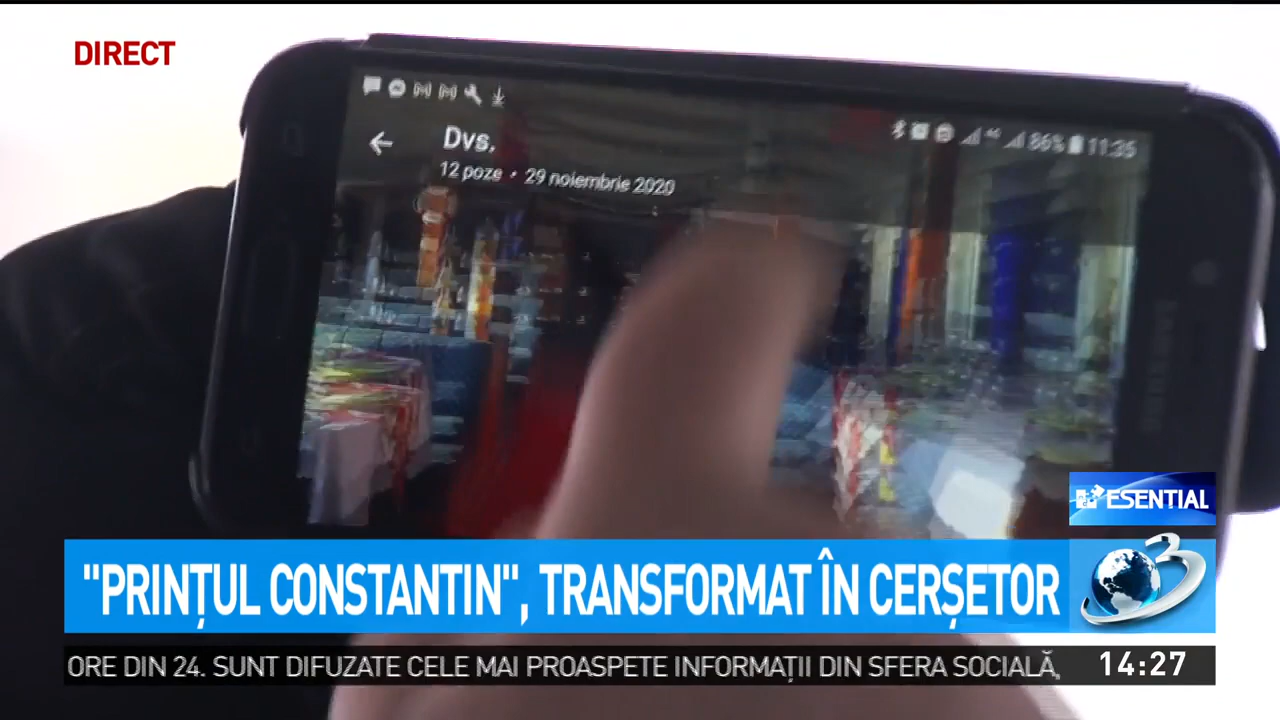 DIRECT
Dvs.
12 poze • 29 noiembrie 2020
86% 11:35
ESENTIAL
3
"PRINȚUL CONSTANTIN", TRANSFORMAT ÎN CERȘETOR
ORE DIN 24. SUNT DIFUZATE CELE MAI PROASPETE INFORMAȚII DIN SFERA SOCIALĂ,
14:27